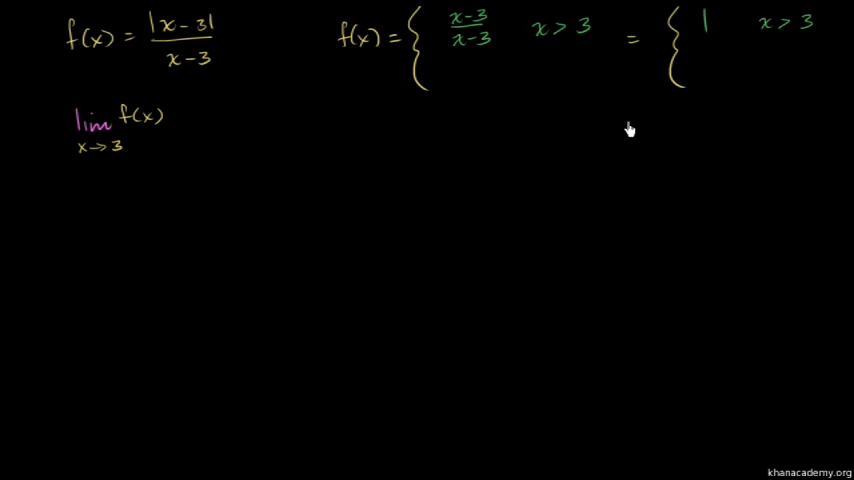 f(x) = |x-3| / x-3
f(x) = { x-3 / x-3   x > 3   = { 1   x > 3
lim f(x)
x→3
khanacademy.org